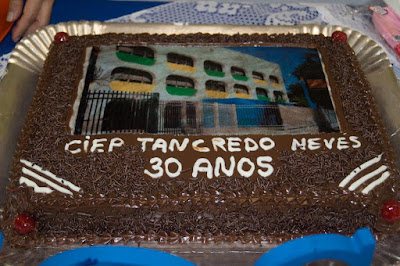 CIEP TANCREDO NEVES
30 ANOS